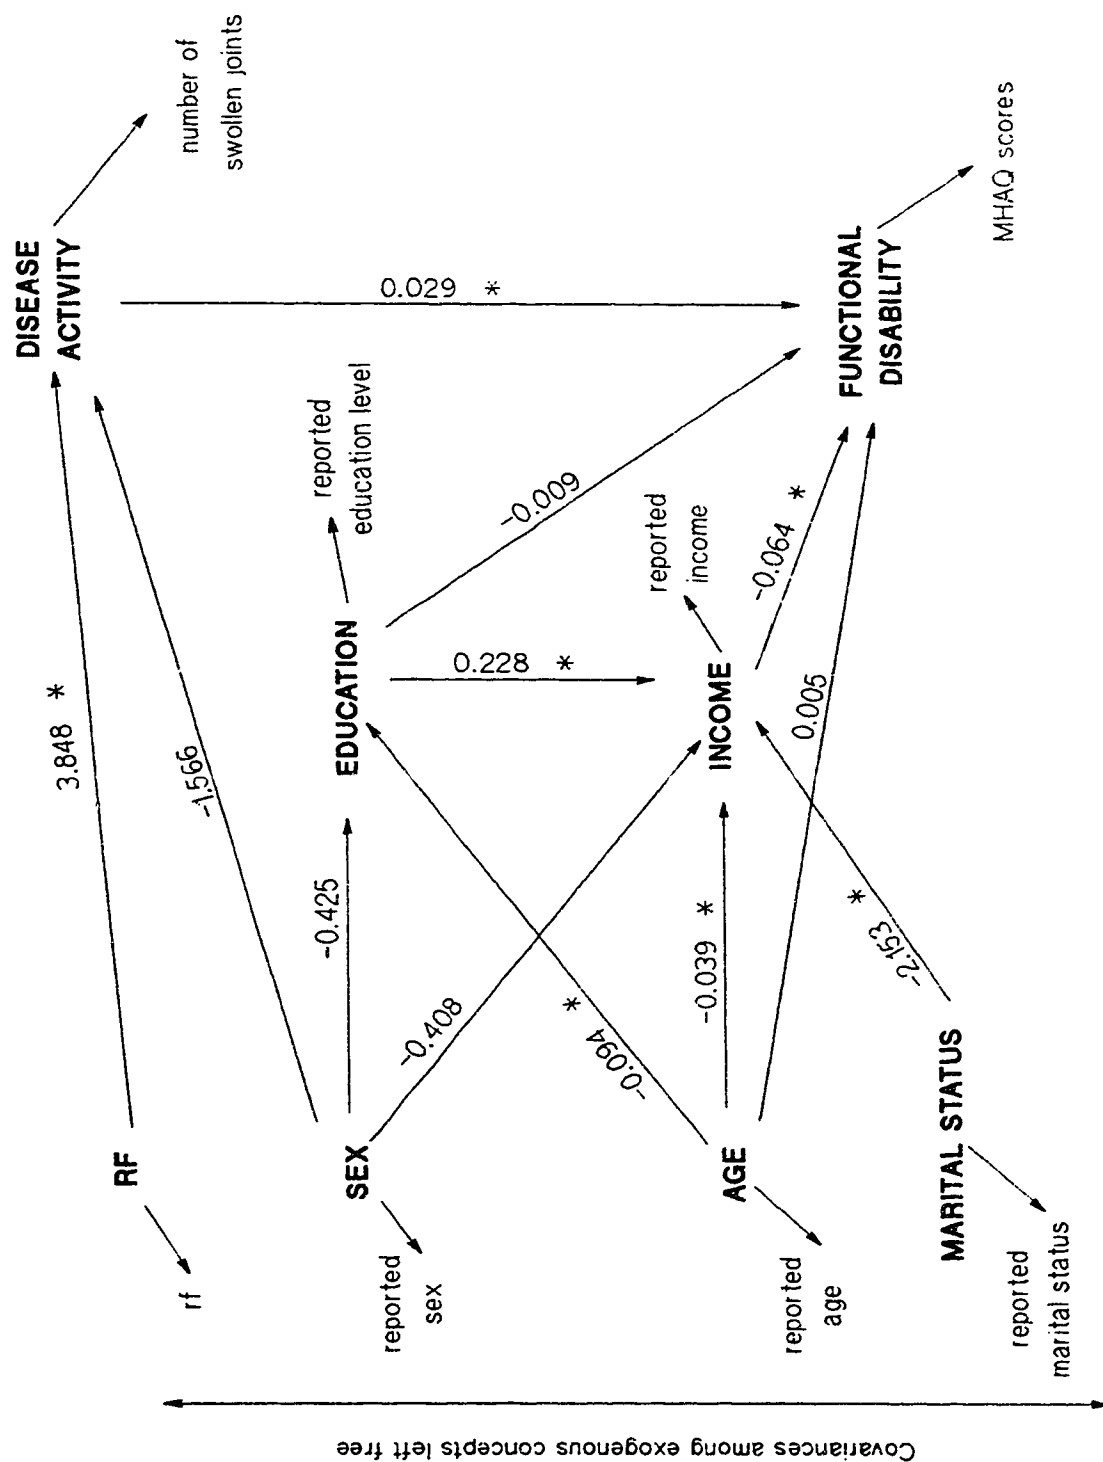 DISEASE
ACTIVITY
number of
swollen joints
3.848 *
RF
rf
-1.566
0.029 *
reported
education level
EDUCATION
-0.425
SEX
reported
sex
-0.009
0.228 *
-0.408
reported
income
INCOME
-0.064 *
FUNCTIONAL
DISABILITY
MHAQ scores
-0.094 *
-0.039 *
0.005
AGE
reported
age
-2.153 *
MARITAL STATUS
reported
marital status
Covariances among exogenous concepts left free